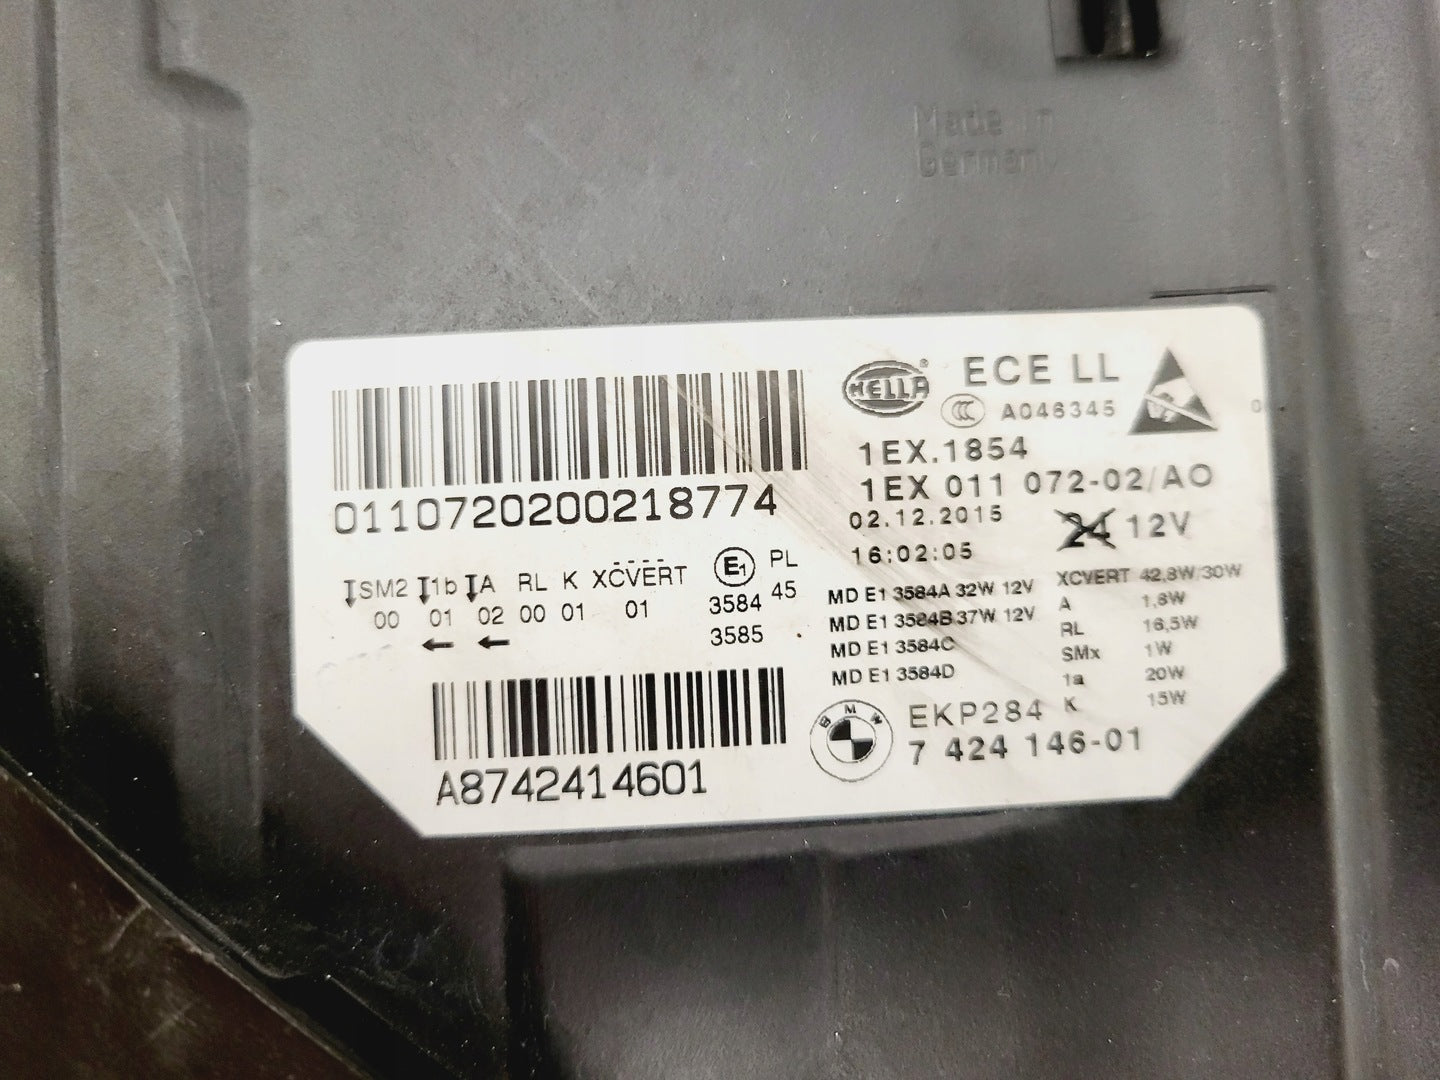 Made in
Germany
HELLA
®
ECE LL
CCC
A046345
1EX.1854
1EX 011 072-02/AO
02.12.2015
24 12V
16:02:05
0110720200218774
SM2 1b A RL K XCVERT E1 PL
00 01 02 00 01 01 3584 45
3585
MD E1 3584A 32W 12V
MD E1 3584B 37W 12V
MD E1 3584C
MD E1 3584D
XCVERT 42,8W/30W
A 1,8W
RL 16,5W
SMx 1W
1a 20W
K 15W
BMW
EKP284
7 424 146-01
A8742414601